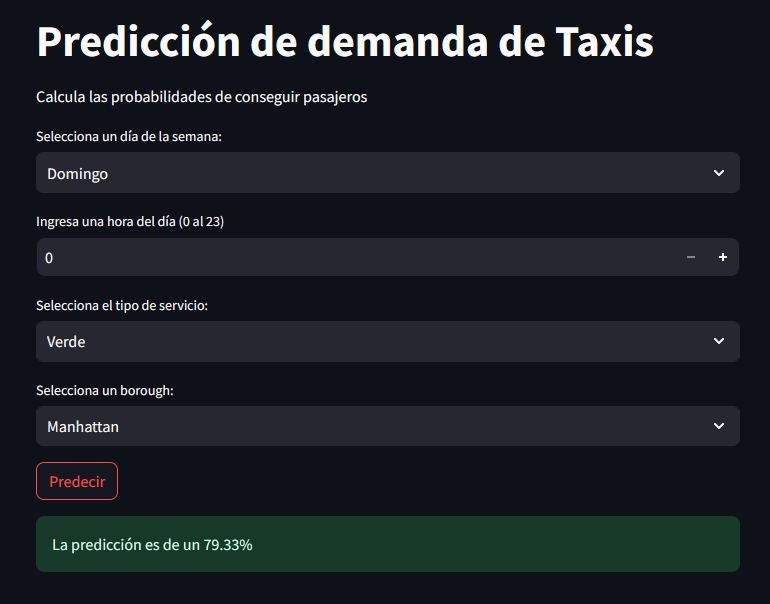 Predicción de demanda de Taxis
Calcula las probabilidades de conseguir pasajeros
Selecciona un día de la semana:
Domingo
Ingresa una hora del día (0 al 23)
0
Selecciona el tipo de servicio:
Verde
Selecciona un borough:
Manhattan
Predecir
La predicción es de un 79.33%